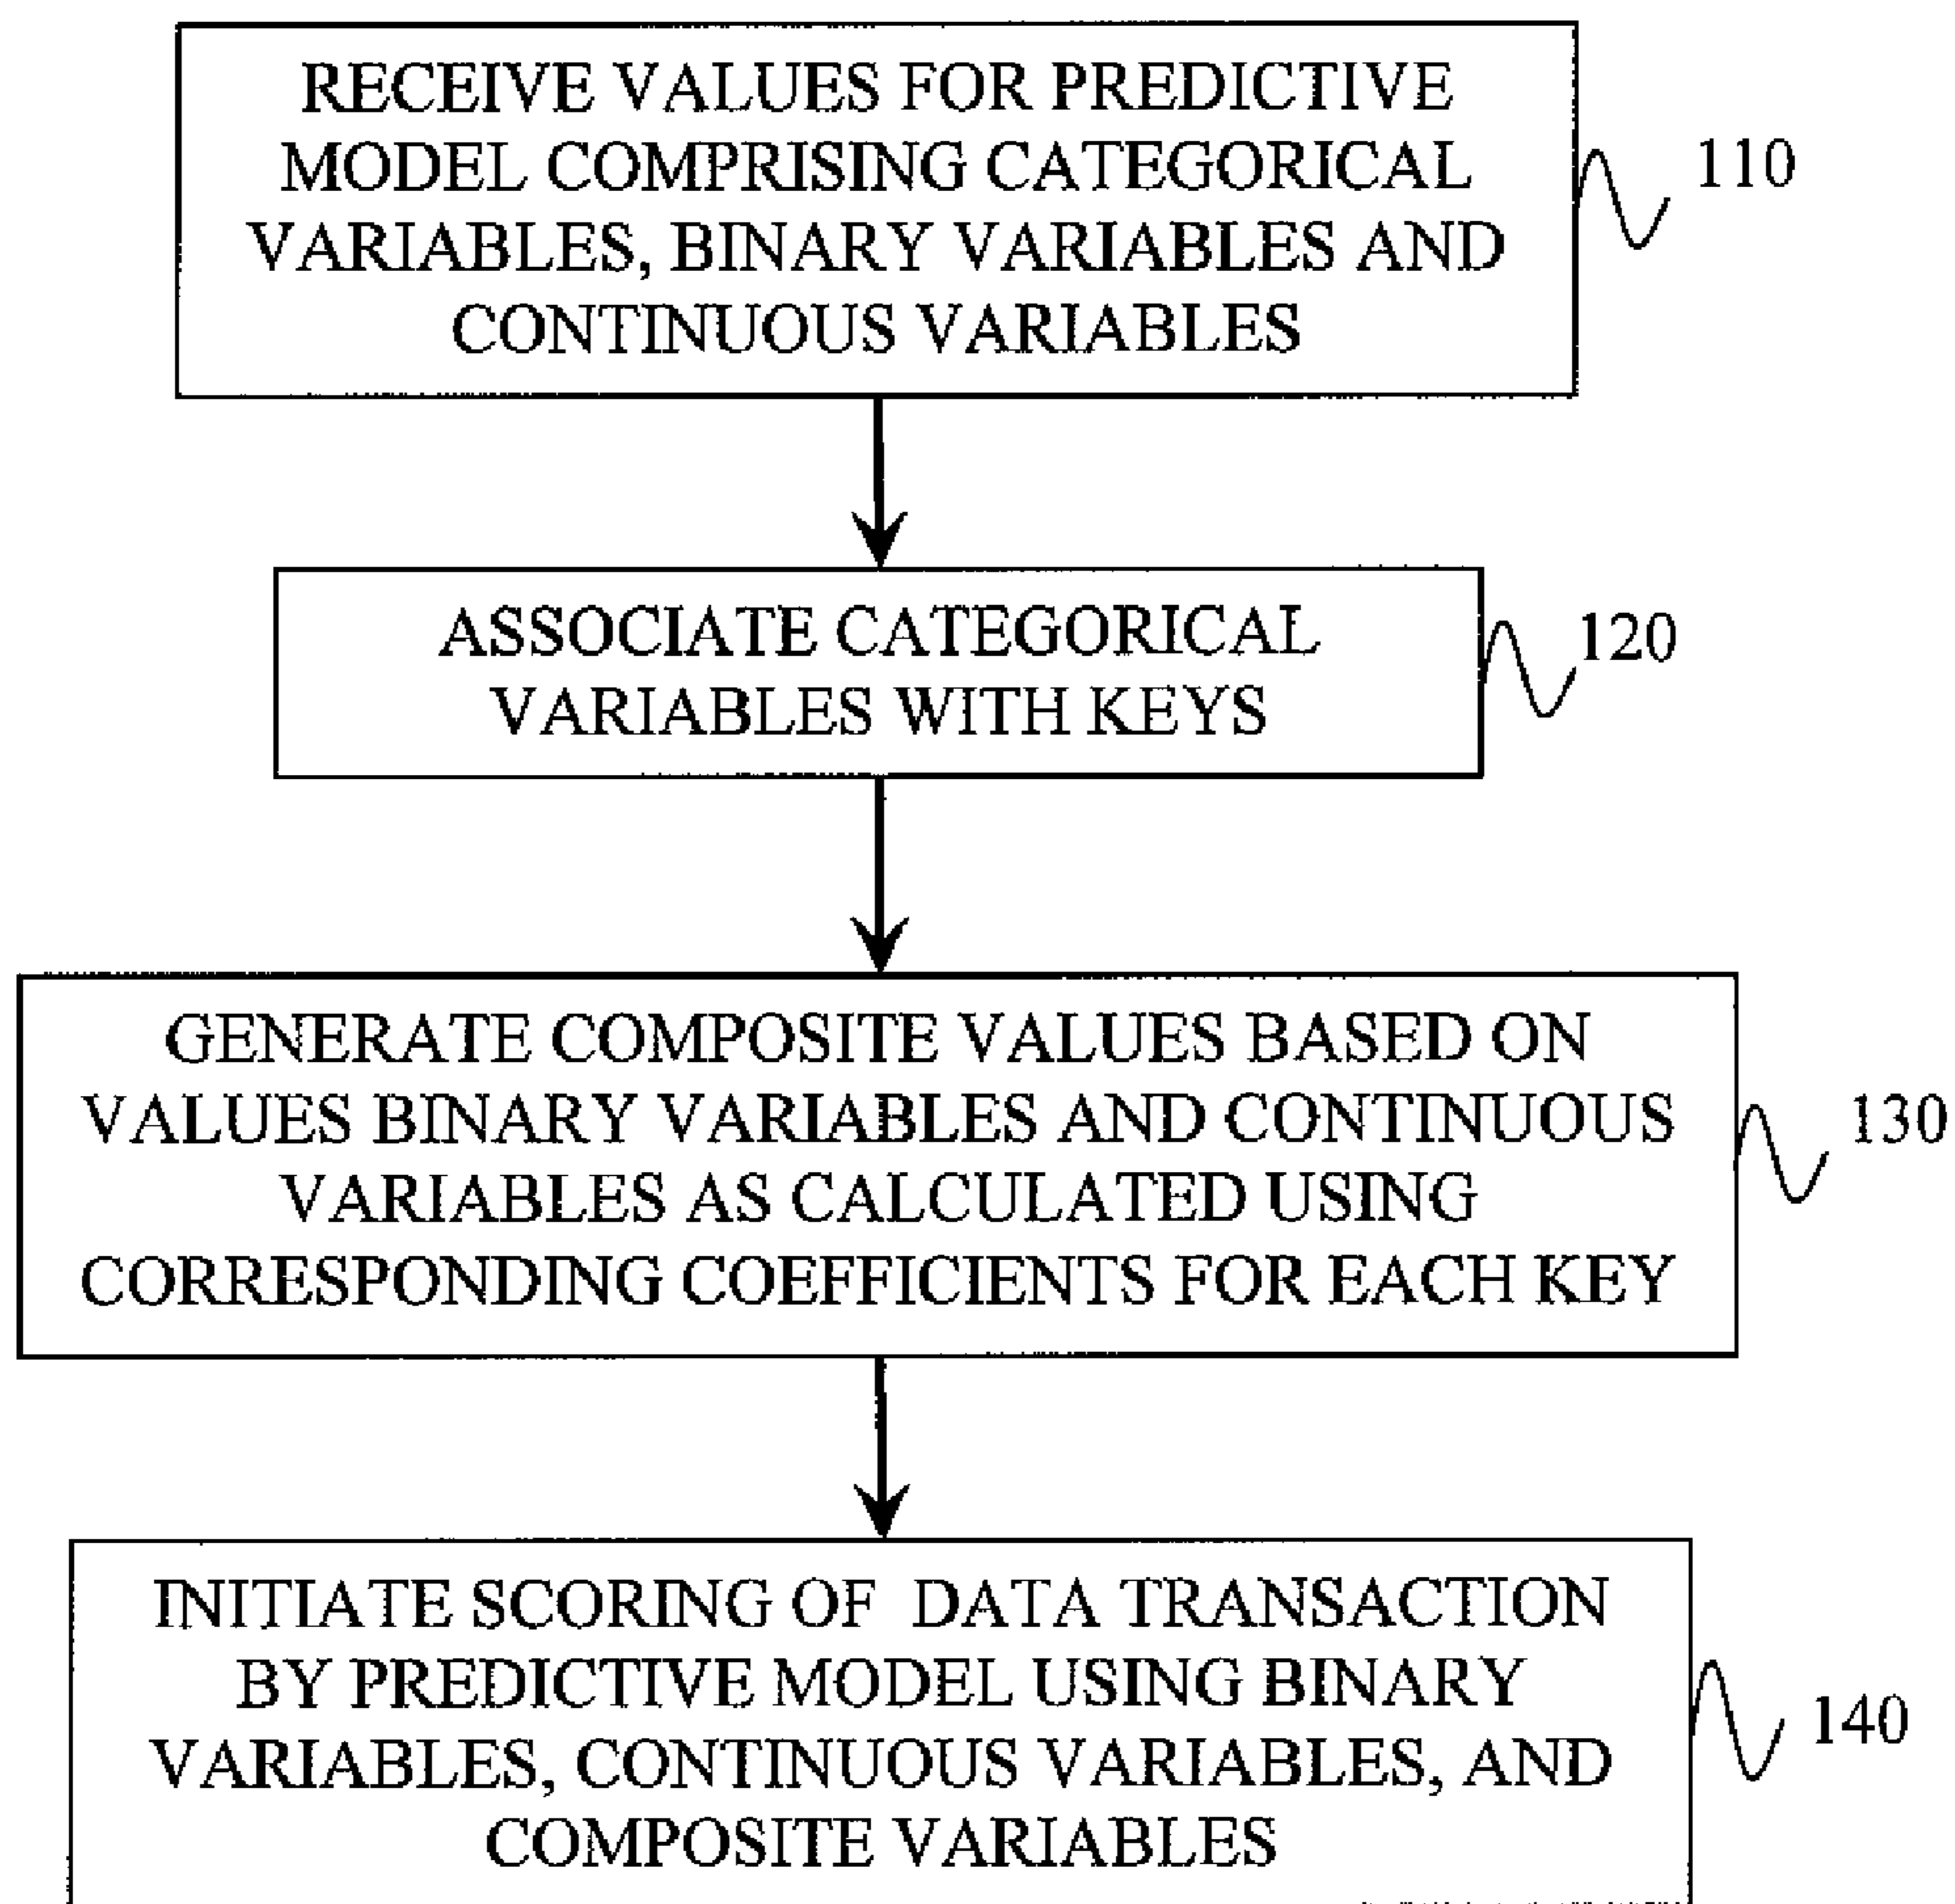 RECEIVE VALUES FOR PREDICTIVE
MODEL COMPRISING CATEGORICAL
VARIABLES, BINARY VARIABLES AND
CONTINUOUS VARIABLES
110
ASSOCIATE CATEGORICAL
VARIABLES WITH KEYS
120
GENERATE COMPOSITE VALUES BASED ON
VALUES BINARY VARIABLES AND CONTINUOUS
VARIABLES AS CALCULATED USING
CORRESPONDING COEFFICIENTS FOR EACH KEY
130
INITIATE SCORING OF DATA TRANSACTION
BY PREDICTIVE MODEL USING BINARY
VARIABLES, CONTINUOUS VARIABLES, AND
COMPOSITE VARIABLES
140